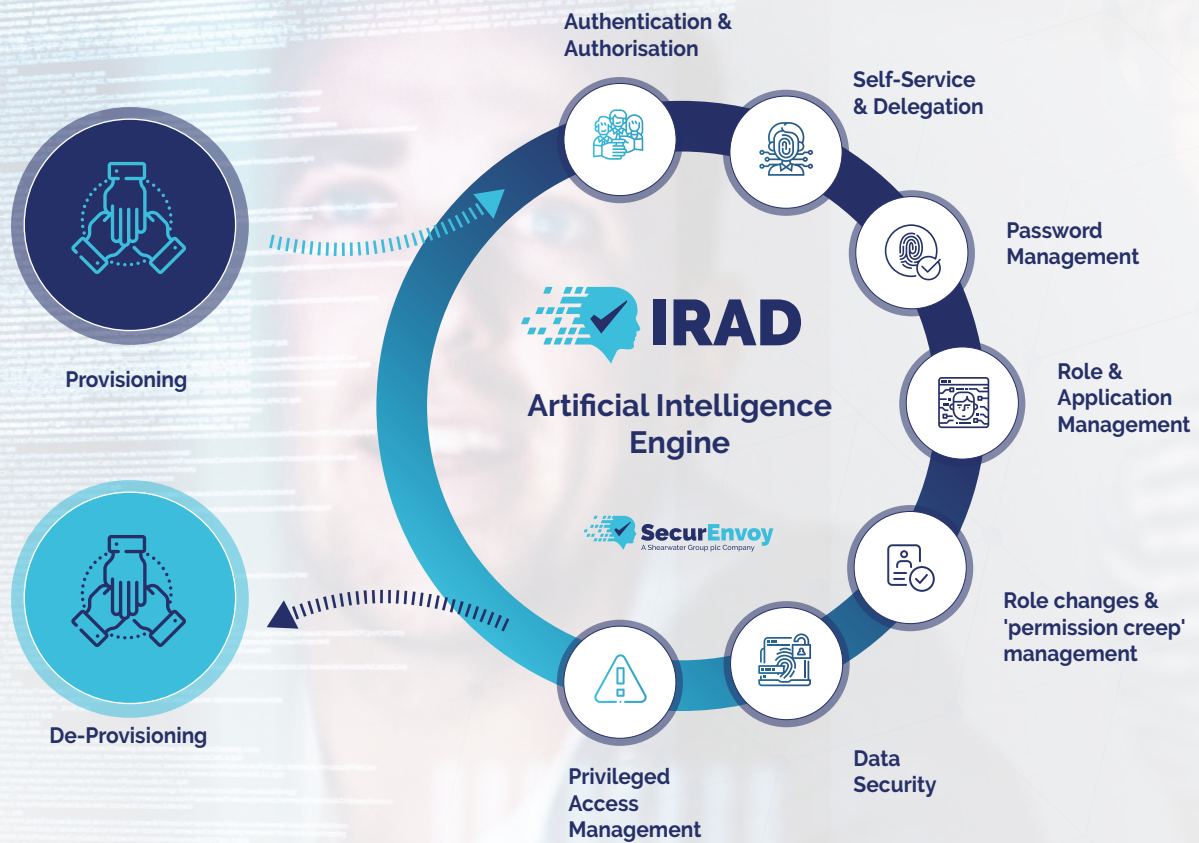 Authentication &
Authorisation
Self-Service
& Delegation
Password
Management
Role &
Application
Management
Role changes &
'permission creep'
management
Data
Security
Privileged
Access
Management
Provisioning
De-Provisioning
IRAD
Artificial Intelligence
Engine
SecurEnvoy
A Shearwater Group plc Company